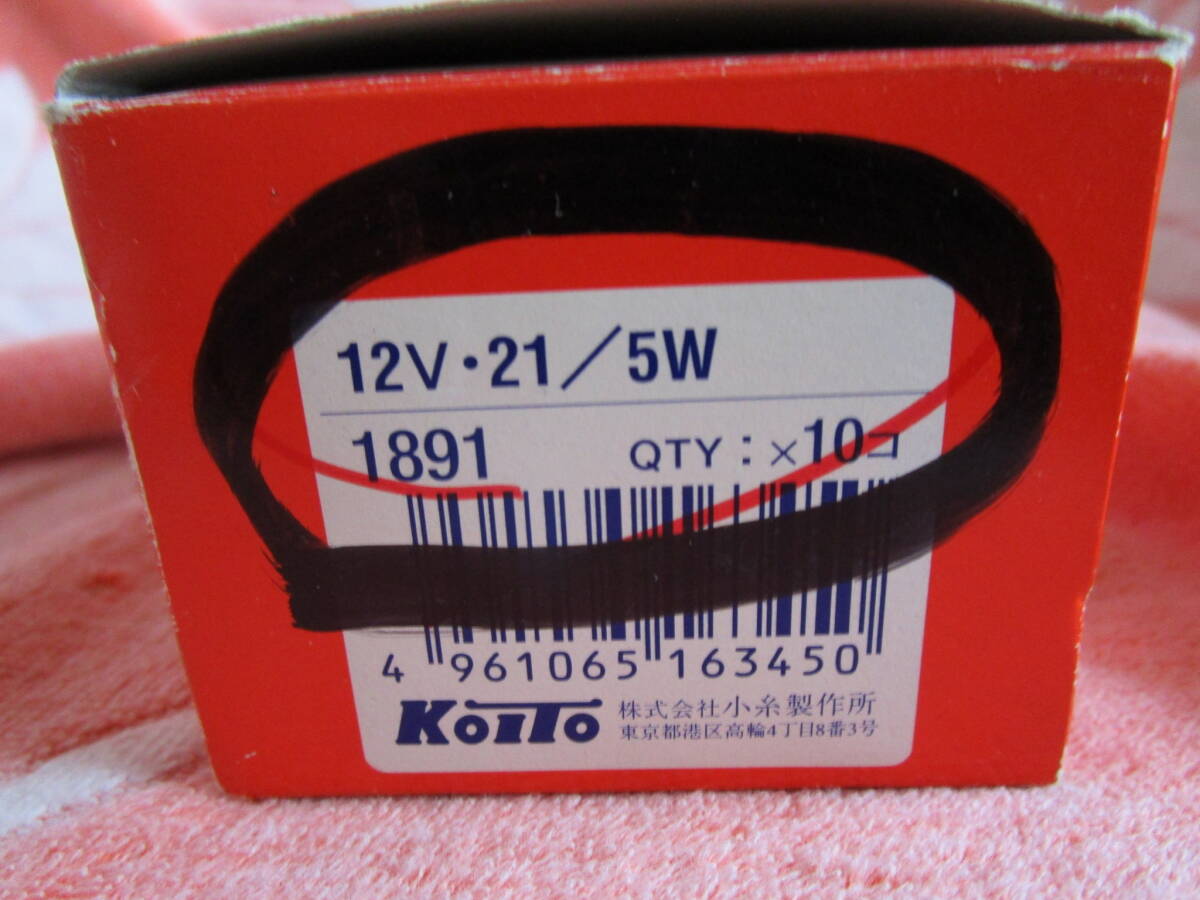 12V・21／5W
1891 QTY：×10コ
4 961065 163450
KOITO 株式会社小糸製作所
東京都港区高輪4丁目8番3号